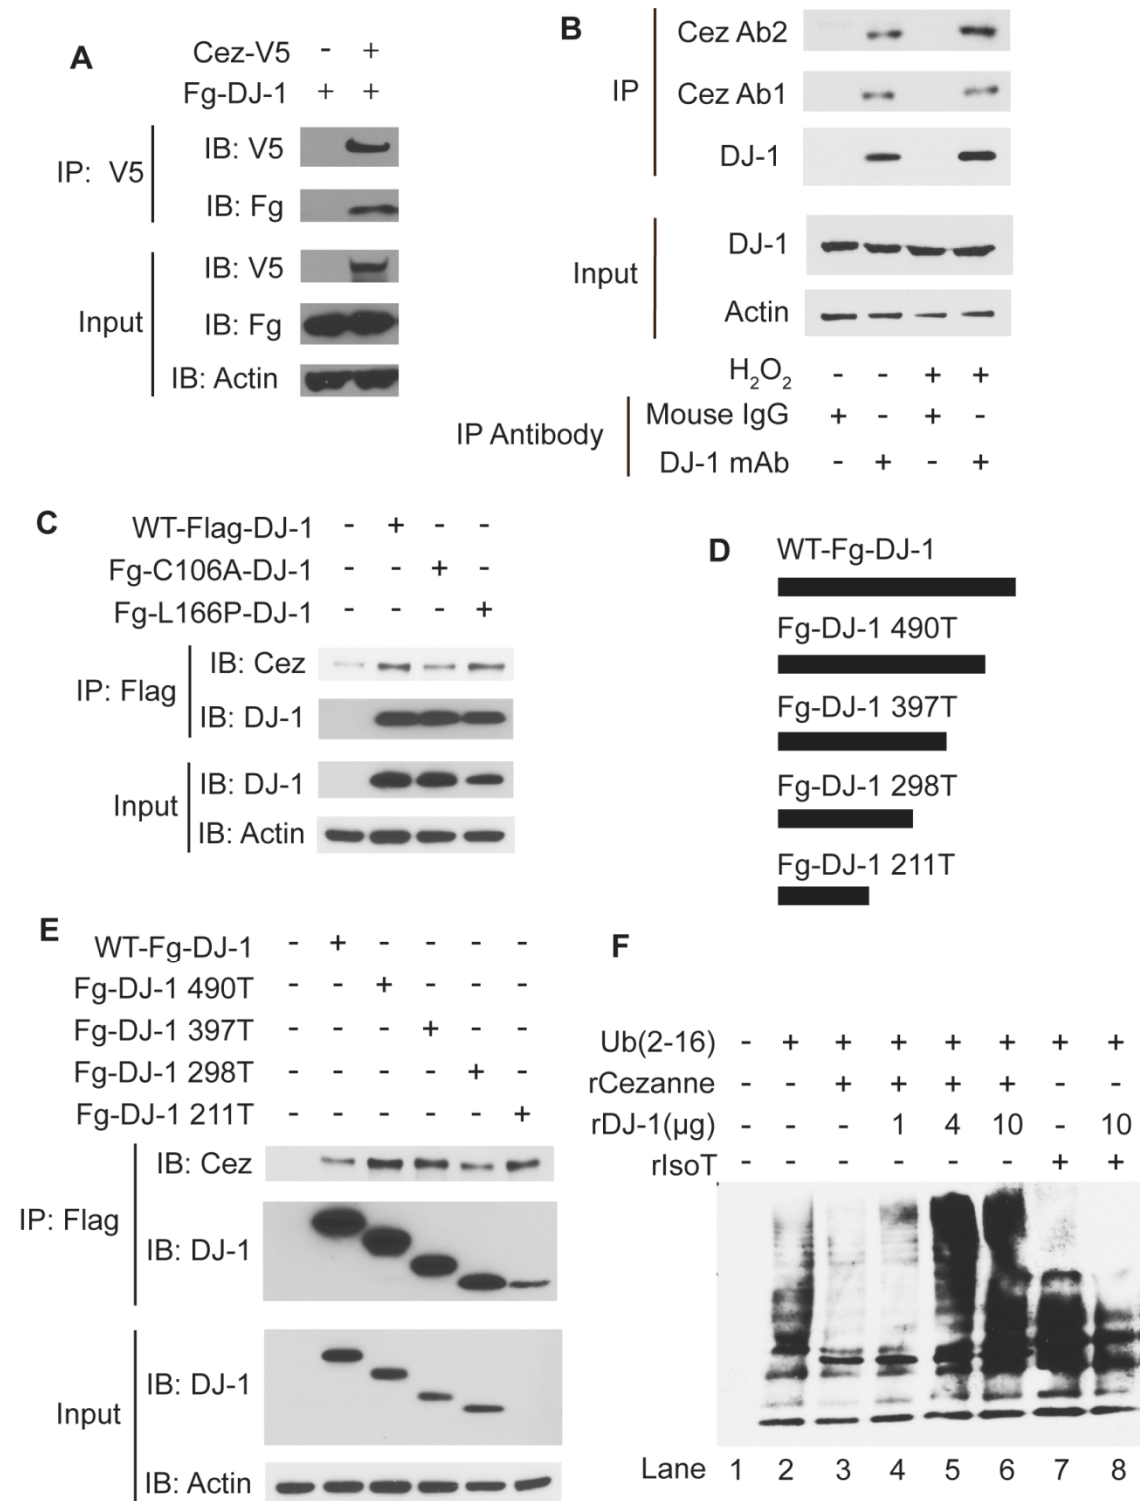 A
Cez-V5 - +
Fg-DJ-1 + +
IP: V5
IB: V5
IB: Fg
Input
IB: V5
IB: Fg
IB: Actin
B
IP
Cez Ab2
Cez Ab1
DJ-1
Input
DJ-1
Actin
H₂O₂ - - + +
IP Antibody
Mouse IgG + - + -
DJ-1 mAb - + - +
C
WT-Flag-DJ-1 - + - -
Fg-C106A-DJ-1 - - + -
Fg-L166P-DJ-1 - - - +
IP: Flag
IB: Cez
IB: DJ-1
Input
IB: DJ-1
IB: Actin
D
WT-Fg-DJ-1
Fg-DJ-1 490T
Fg-DJ-1 397T
Fg-DJ-1 298T
Fg-DJ-1 211T
E
WT-Fg-DJ-1 - + - - - -
Fg-DJ-1 490T - - + - - -
Fg-DJ-1 397T - - - + - -
Fg-DJ-1 298T - - - - + -
Fg-DJ-1 211T - - - - - +
IP: Flag
IB: Cez
IB: DJ-1
Input
IB: DJ-1
IB: Actin
F
Ub(2-16) - + + + + + + +
rCezanne - - + + + + - -
rDJ-1(µg) - - - 1 4 10 - 10
rIsoT - - - - - - + +
Lane 1 2 3 4 5 6 7 8